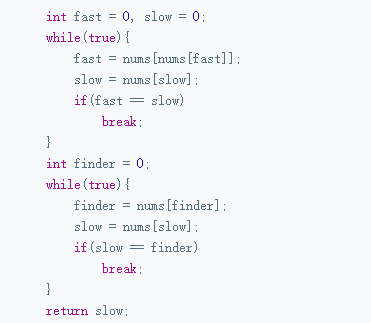 int fast = 0, slow = 0;
while(true){
fast = nums[nums[fast]];
slow = nums[slow];
if(fast == slow)
break;
}
int finder = 0;
while(true){
finder = nums[finder];
slow = nums[slow];
if(slow == finder)
break;
}
return slow;